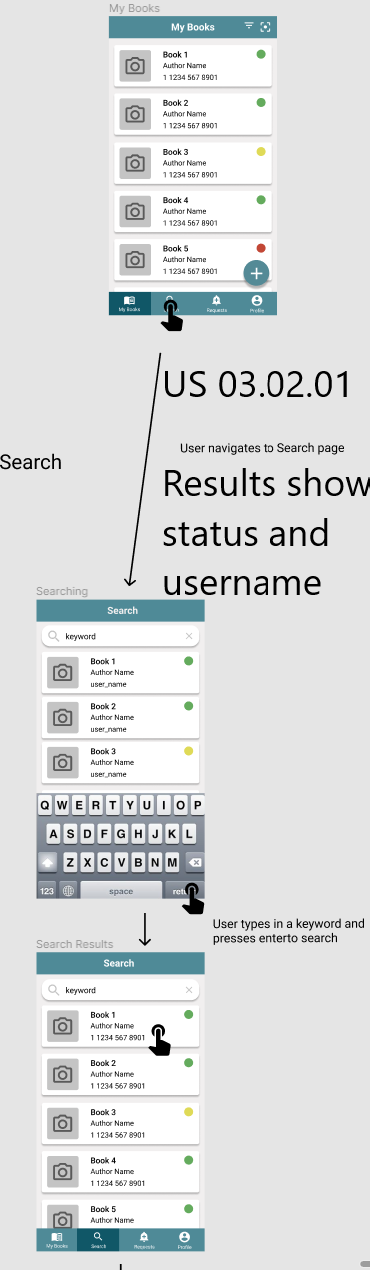 My Books
My Books
Book 1
Author Name
1 1234 567 8901
Book 2
Author Name
1 1234 567 8901
Book 3
Author Name
1 1234 567 8901
Book 4
Author Name
1 1234 567 8901
Book 5
Author Name
1 1234 567 8901
My Books
Requests
Profile
US 03.02.01
User navigates to Search page
Search
Results show
status and
username
Searching
Search
keyword
Book 1
Author Name
user_name
Book 2
Author Name
user_name
Book 3
Author Name
user_name
Q W E R T Y U I O P
A S D F G H J K L
Z X C V B N M
123 space
User types in a keyword and
presses enterto search
Search Results
Search
keyword
Book 1
Author Name
1 1234 567 8901
Book 2
Author Name
1 1234 567 8901
Book 3
Author Name
1 1234 567 8901
Book 4
Author Name
1 1234 567 8901
Book 5
Author Name
My Books
Search
Requests
Profile